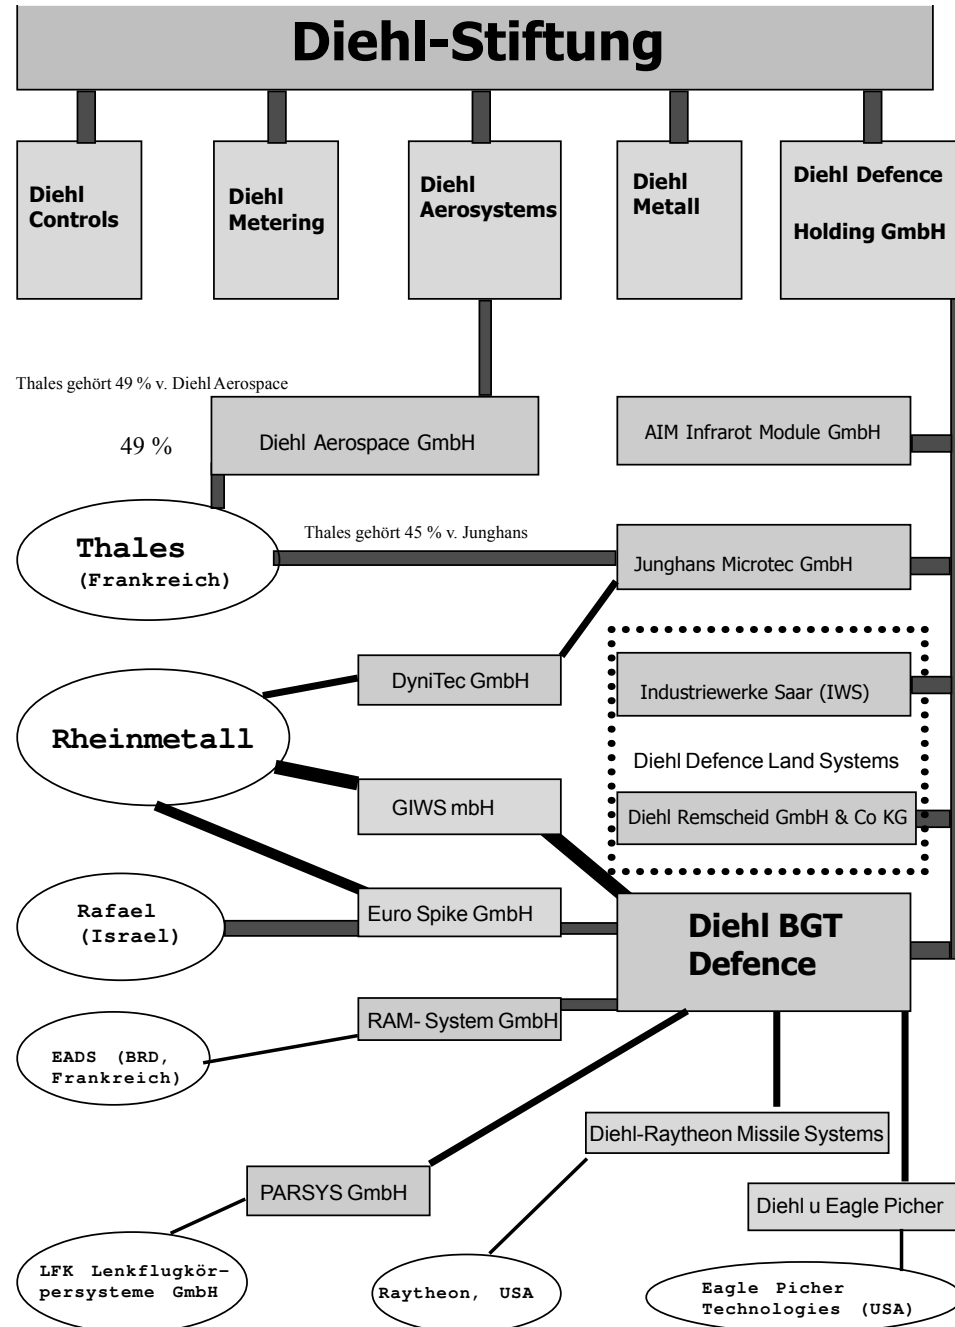 Diehl-Stiftung
Diehl
Controls
Diehl
Metering
Diehl
Aerosystems
Diehl
Metall
Diehl Defence
Holding GmbH
Thales gehört 49 % v. Diehl Aerospace
49 %
Diehl Aerospace GmbH
AIM Infrarot Module GmbH
Thales
(Frankreich)
Thales gehört 45 % v. Junghans
Junghans Microtec GmbH
DyniTec GmbH
Industriewerke Saar (IWS)
Rheinmetall
Diehl Defence Land Systems
GIWS mbH
Diehl Remscheid GmbH & Co KG
Rafael
(Israel)
Euro Spike GmbH
Diehl BGT
Defence
RAM- System GmbH
EADS (BRD,
Frankreich)
Diehl-Raytheon Missile Systems
PARSYS GmbH
Diehl u Eagle Picher
LFK Lenkflugkör-
persysteme GmbH
Raytheon, USA
Eagle Picher
Technologies (USA)